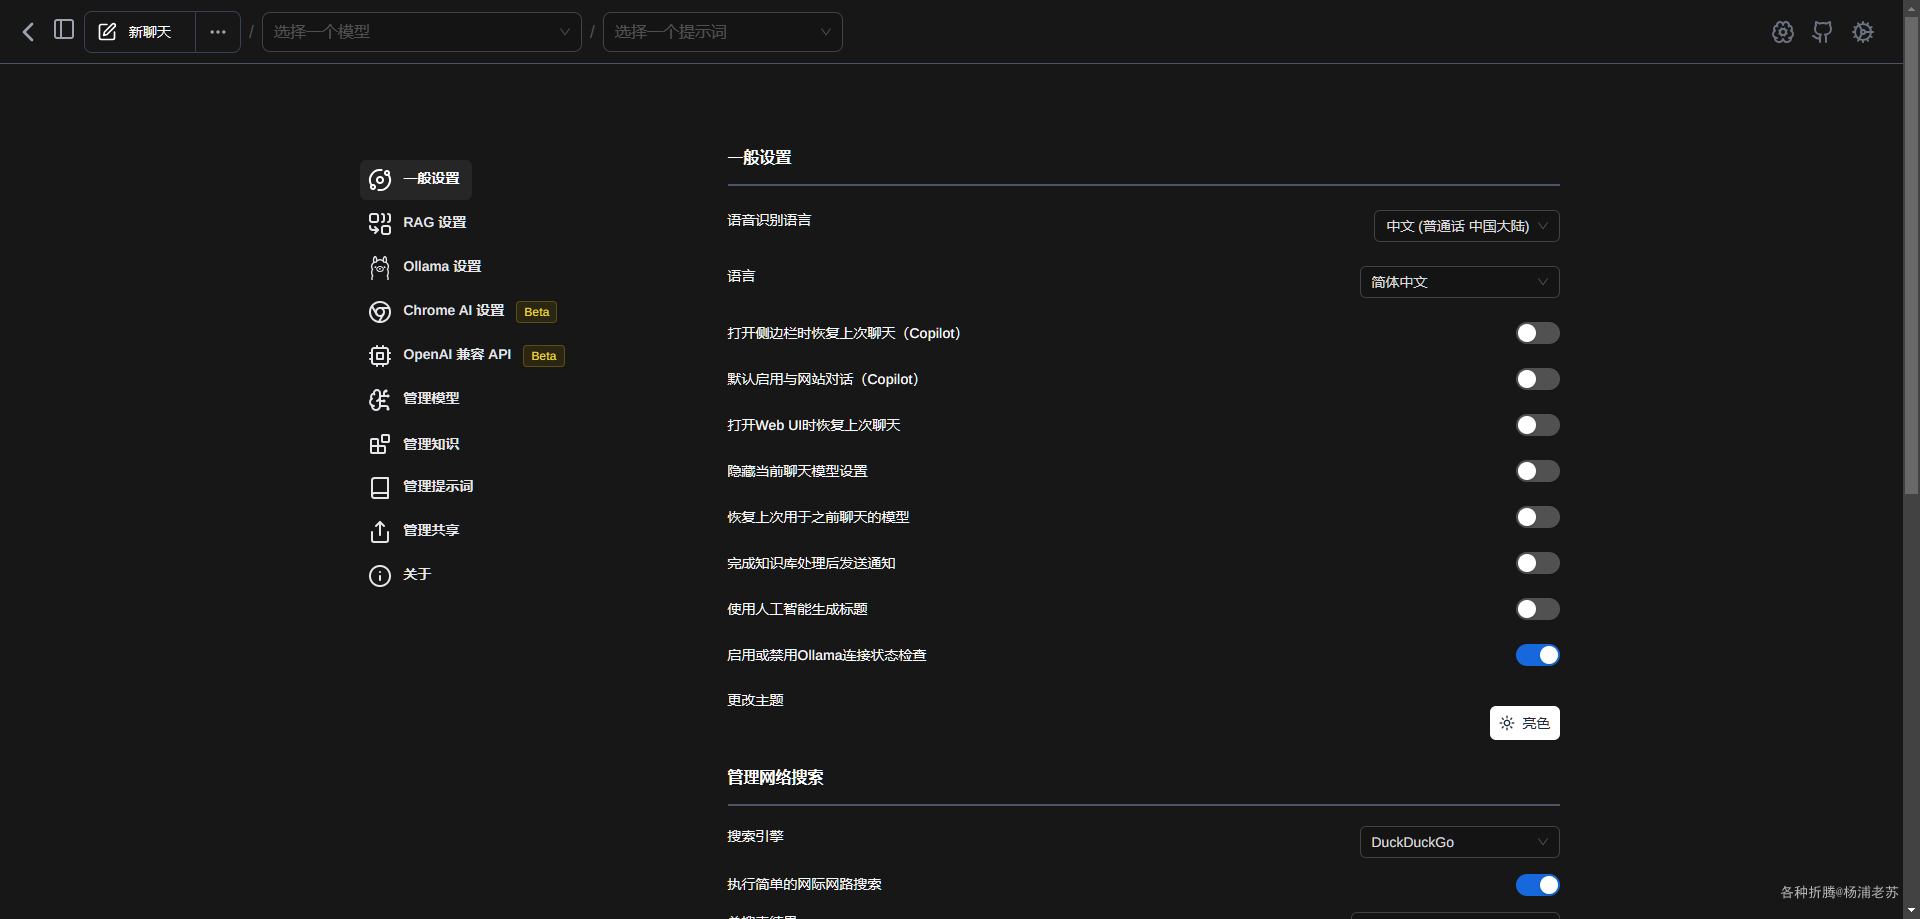 新聊天
/
选择一个模型
/
选择一个提示词
一般设置
RAG 设置
Ollama 设置
Chrome AI 设置 Beta
OpenAI 兼容 API Beta
管理模型
管理知识
管理提示词
管理共享
关于
一般设置
语音识别语言
中文 (普通话 中国大陆)
语言
简体中文
打开侧边栏时恢复上次聊天（Copilot）
默认启用与网站对话（Copilot）
打开Web UI时恢复上次聊天
隐藏当前聊天模型设置
恢复上次用于之前聊天的模型
完成知识库处理后发送通知
使用人工智能生成标题
启用或禁用Ollama连接状态检查
更改主题
亮色
管理网络搜索
搜索引擎
DuckDuckGo
执行简单的网际网路搜索
各种折腾@杨浦老苏